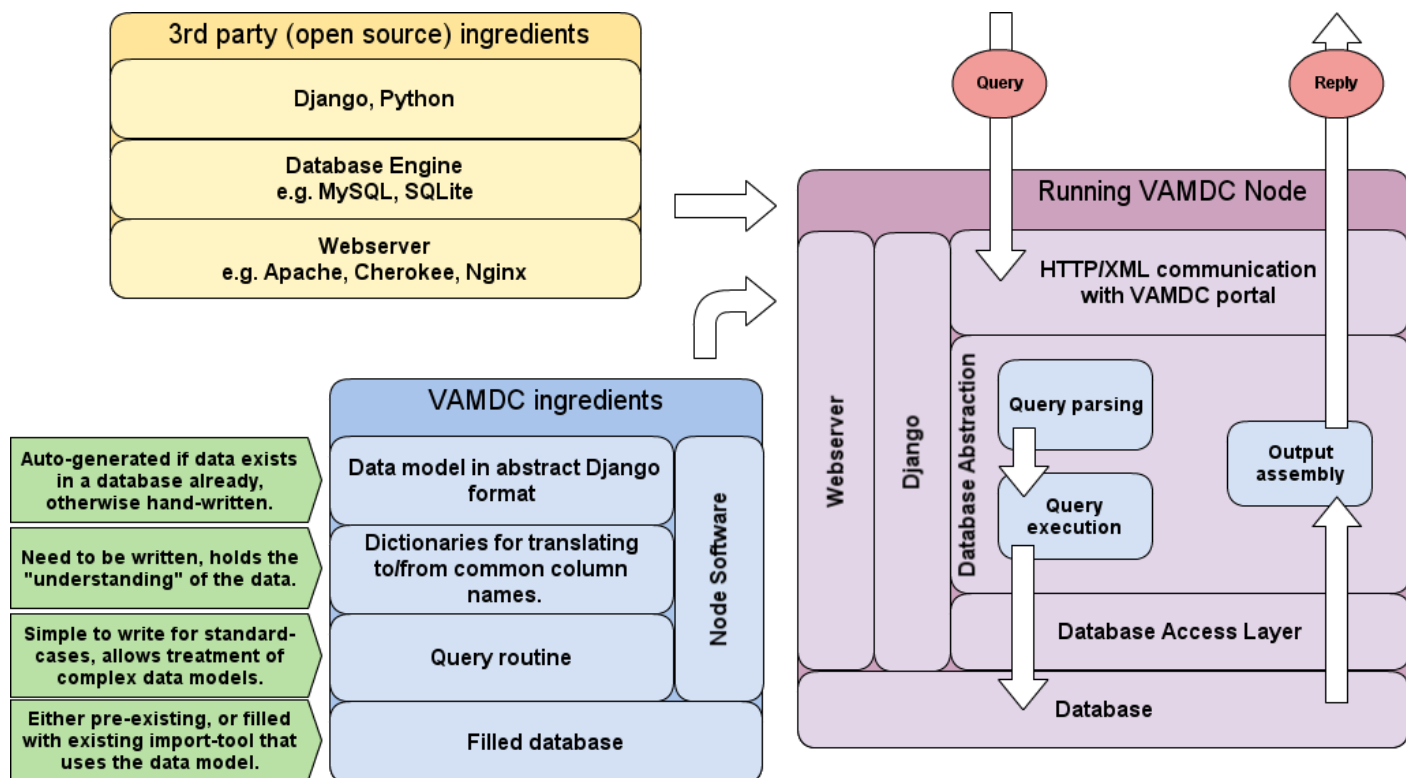 3rd party (open source) ingredients
Django, Python
Database Engine
e.g. MySQL, SQLite
Webserver
e.g. Apache, Cherokee, Nginx
VAMDC ingredients
Auto-generated if data exists
in a database already,
otherwise hand-written.
Data model in abstract Django
format
Need to be written, holds the
"understanding" of the data.
Dictionaries for translating
to/from common column
names.
Simple to write for standard-
cases, allows treatment of
complex data models.
Query routine
Node Software
Either pre-existing, or filled
with existing import-tool that
uses the data model.
Filled database
Query
Reply
Running VAMDC Node
Webserver
Django
HTTP/XML communication
with VAMDC portal
Database Abstraction
Query parsing
Query
execution
Output
assembly
Database Access Layer
Database